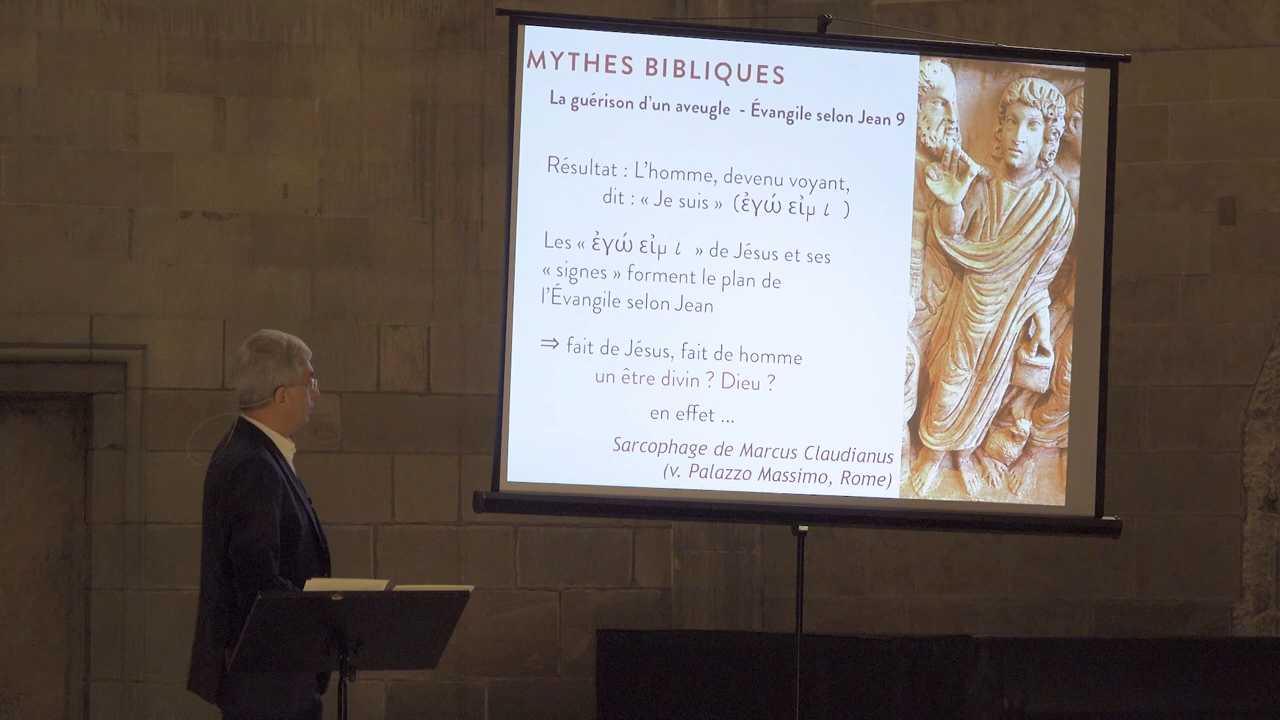 MYTHES BIBLIQUES
La guérison d'un aveugle - Évangile selon Jean 9
Résultat : L'homme, devenu voyant,
dit : « Je suis » (ἐγώ εἰμ ι )
Les « ἐγώ εἰμ ι » de Jésus et ses
« signes » forment le plan de
l'Évangile selon Jean
⇒ fait de Jésus, fait de homme
un être divin ? Dieu ?
en effet ...
Sarcophage de Marcus Claudianus
(v. Palazzo Massimo, Rome)